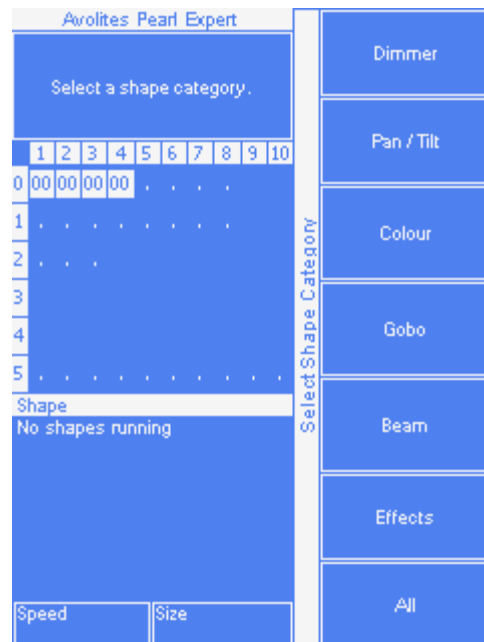 Avolites Pearl Expert
Select a shape category.
1 2 3 4 5 6 7 8 9 10
0 00 00 00 00 . . . .
1 . . . . . . . .
2 . . .
3
4
5 . . . . . . . . . .
Shape
No shapes running
Speed Size
Select Shape Category
Dimmer
Pan / Tilt
Colour
Gobo
Beam
Effects
All